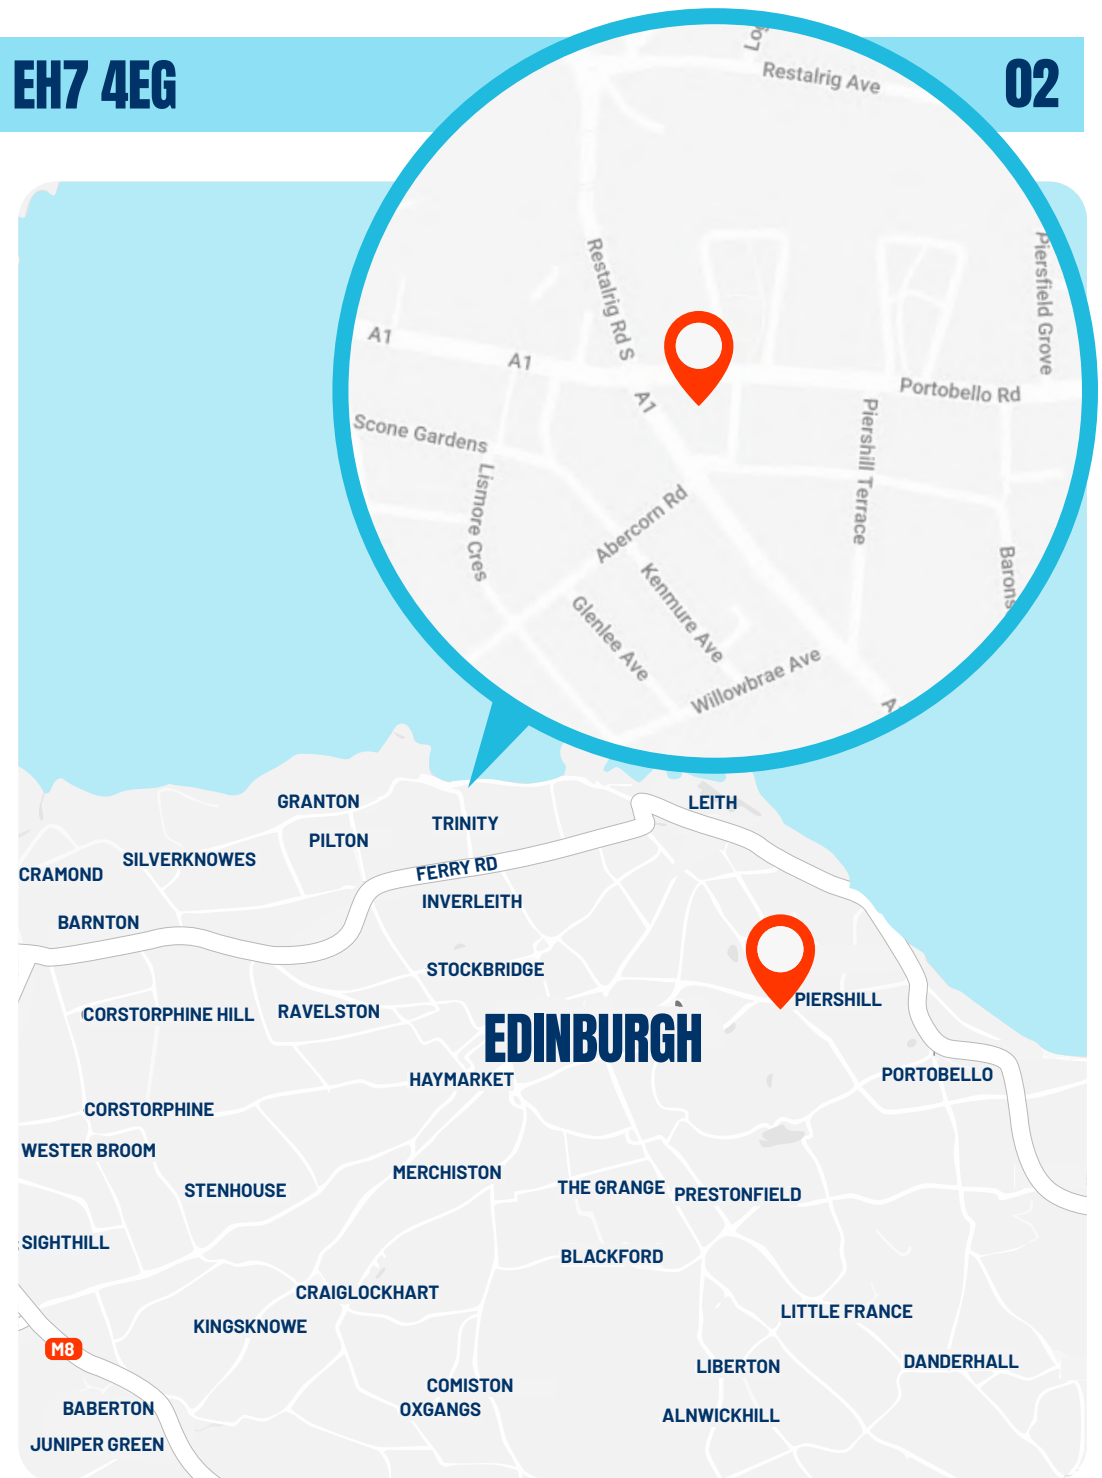 EH7 4EG
02
Restalrig Ave
Restalrig Rd S
Piersfield Grove
A1
A1
A1
Portobello Rd
Scone Gardens
Lismore Cres
Piershill Terrace
Abercorn Rd
Kenmure Ave
Glenlee Ave
Barons
Willowbrae Ave
GRANTON
LEITH
TRINITY
PILTON
SILVERKNOWES
FERRY RD
CRAMOND
INVERLEITH
BARNTON
STOCKBRIDGE
PIERSHILL
CORSTORPHINE HILL
RAVELSTON
EDINBURGH
HAYMARKET
PORTOBELLO
CORSTORPHINE
WESTER BROOM
MERCHISTON
STENHOUSE
THE GRANGE
PRESTONFIELD
SIGHTHILL
BLACKFORD
CRAIGLOCKHART
LITTLE FRANCE
KINGSKNOWE
M8
LIBERTON
DANDERHALL
COMISTON
BABERTON
OXGANGS
ALNWICKHILL
JUNIPER GREEN